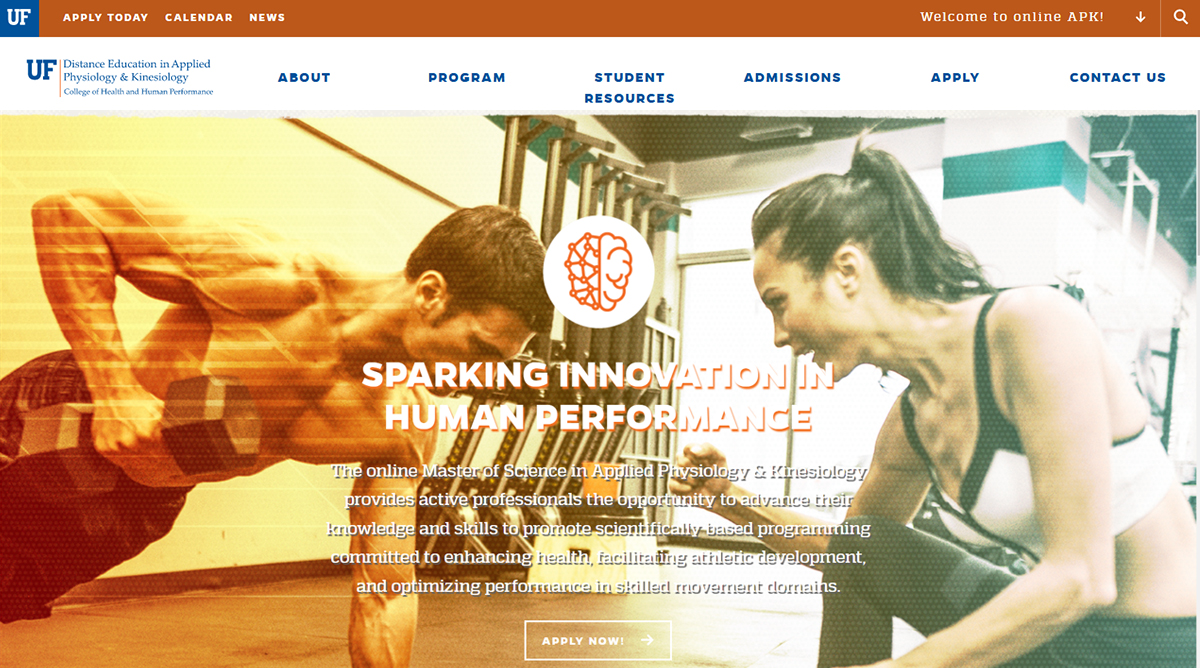 UF
APPLY TODAY CALENDAR NEWS
Welcome to online APK!
UF
Distance Education in Applied
Physiology & Kinesiology
College of Health and Human Performance
ABOUT PROGRAM STUDENT RESOURCES ADMISSIONS APPLY CONTACT US
SPARKING INNOVATION IN
HUMAN PERFORMANCE
The online Master of Science in Applied Physiology & Kinesiology
provides active professionals the opportunity to advance their
knowledge and skills to promote scientifically-based programming
committed to enhancing health, facilitating athletic development,
and optimizing performance in skilled movement domains.
APPLY NOW!